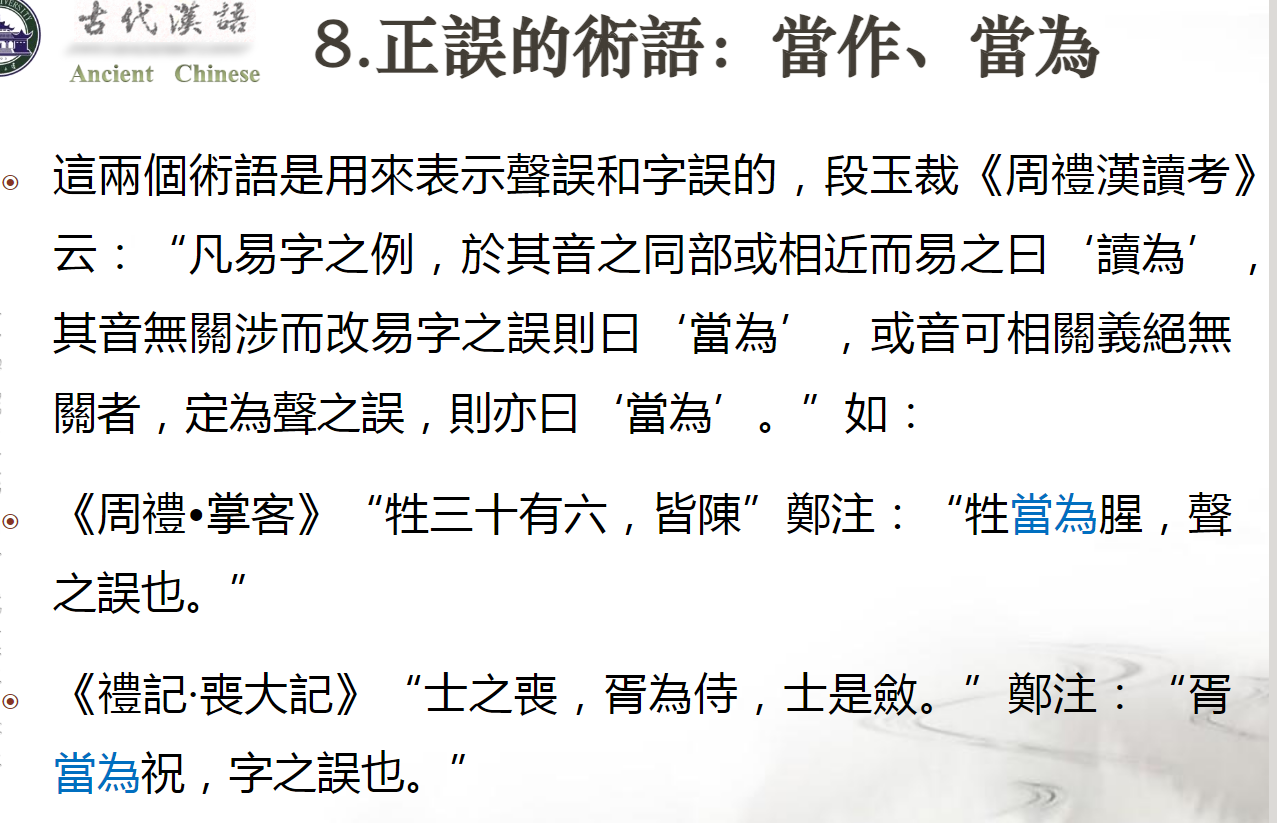 古代漢語
Ancient Chinese
8.正誤的術語：當作、當為
這兩個術語是用來表示聲誤和字誤的，段玉裁《周禮漢讀考》
云：“凡易字之例，於其音之同部或相近而易之曰‘讀為’，
其音無關涉而改易字之誤則曰‘當為’，或音可相關義絕無
關者，定為聲之誤，則亦曰‘當為’。”如：
《周禮•掌客》“牲三十有六，皆陳”鄭注：“牲當為腥，聲
之誤也。”
《禮記·喪大記》“士之喪，胥為侍，士是斂。”鄭注：“胥
當為祝，字之誤也。”